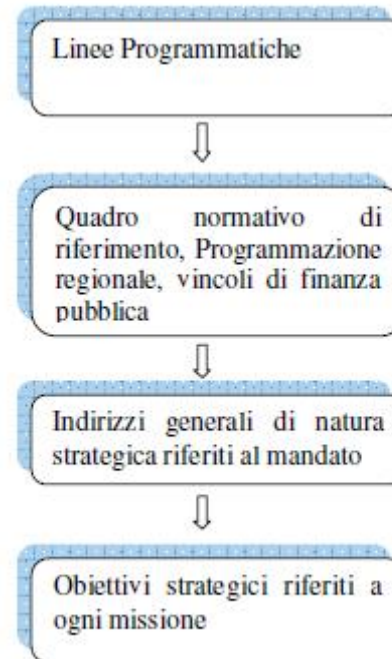 Linee Programmatiche
Quadro normativo di
riferimento, Programmazione
regionale, vincoli di finanza
pubblica
Indirizzi generali di natura
strategica riferiti al mandato
Obiettivi strategici riferiti a
ogni missione